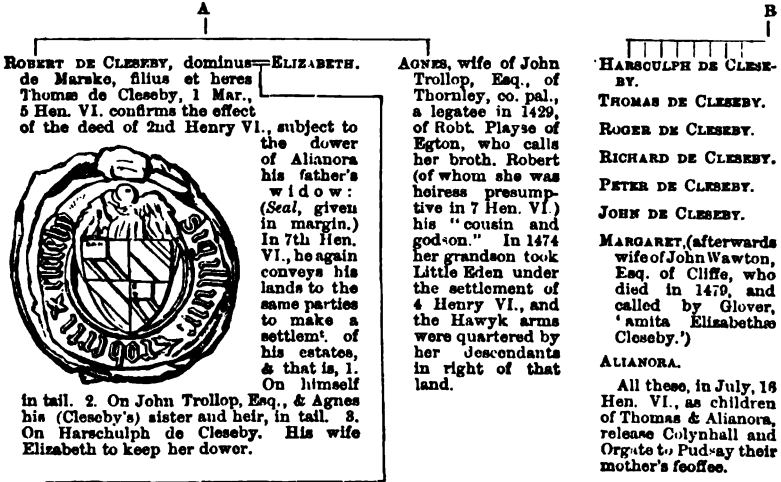 A
B
ROBERT DE CLESEBY, dominus=ELIZABETH.
de Marske, filius et heres
Thomæ de Cleseby, 1 Mar.,
5 Hen. VI. confirms the effect
of the deed of 2nd Henry VI., subject to
the dower
of Alianora
his father's
widow:
(Seal, given
in margin.)
In 7th Hen.
VI., he again
conveys his
lands to the
same parties
to make a
settlemt. of
his estates,
& that is, 1.
On himself
in tail. 2. On John Trollop, Esq., & Agnes
his (Cleseby's) sister and heir, in tail. 3.
On Harschulph de Cleseby. His wife
Elizabeth to keep her dower.
AGNES, wife of John
Trollop, Esq., of
Thornley, co. pal.,
a legatee in 1429,
of Robt. Playse of
Egton, who calls
her broth. Robert
(of whom she was
heiress presump-
tive in 7 Hen. VI.)
his "cousin and
godson." In 1474
her grandson took
Little Eden under
the settlement of
4 Henry VI., and
the Hawyk arms
were quartered by
her descendants
in right of that
land.
HARSCULPH DE CLESE-
BY.
THOMAS DE CLESEBY.
ROGER DE CLESEBY.
RICHARD DE CLESEBY.
PETER DE CLESEBY.
JOHN DE CLESEBY.
MARGARET, (afterwards
wife of John Wawton,
Esq. of Cliffe, who
died in 1479, and
called by Glover,
'amita Elizabethæ
Cleseby.')
ALIANORA.
All these, in July, 16
Hen. VI., as children
of Thomas & Alianora,
release Colynhall and
Orgate to Pudsay their
mother's feoffee.